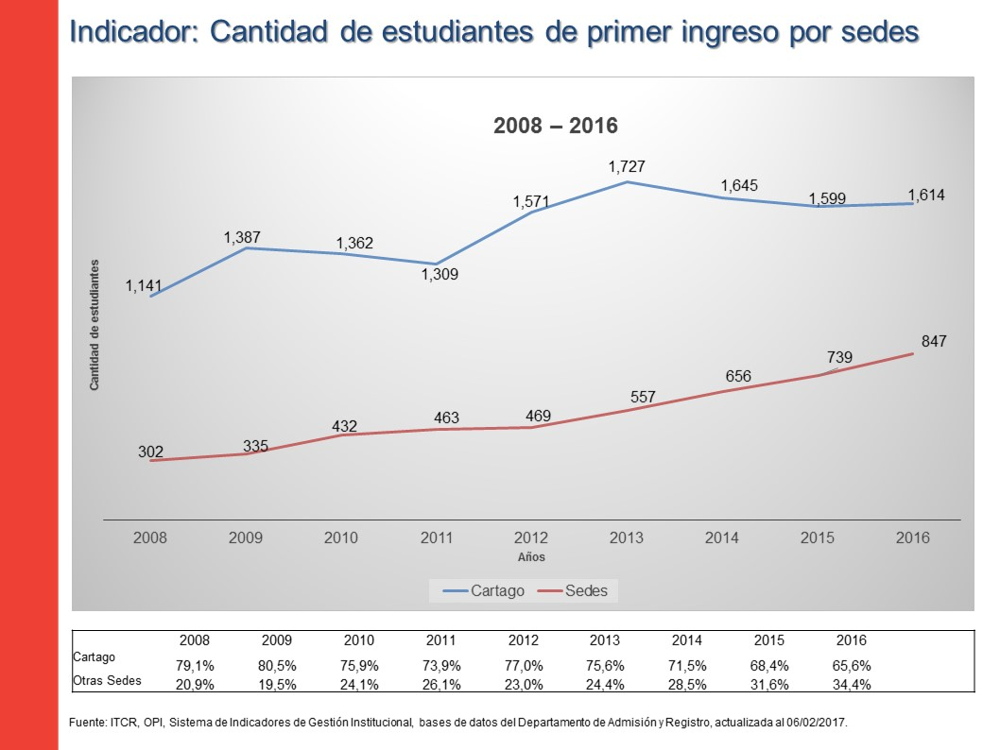 Indicador: Cantidad de estudiantes de primer ingreso por sedes
2008 – 2016
1,727
1,645
1,571
1,599
1,614
1,387
1,362
1,309
1,141
Cantidad de estudiantes
847
739
656
557
469
463
432
335
302
2008 2009 2010 2011 2012 2013 2014 2015 2016
Años
Cartago Sedes
2008 2009 2010 2011 2012 2013 2014 2015 2016
Cartago 79,1% 80,5% 75,9% 73,9% 77,0% 75,6% 71,5% 68,4% 65,6%
Otras Sedes 20,9% 19,5% 24,1% 26,1% 23,0% 24,4% 28,5% 31,6% 34,4%
Fuente: ITCR, OPI, Sistema de Indicadores de Gestión Institucional, bases de datos del Departamento de Admisión y Registro, actualizada al 06/02/2017.